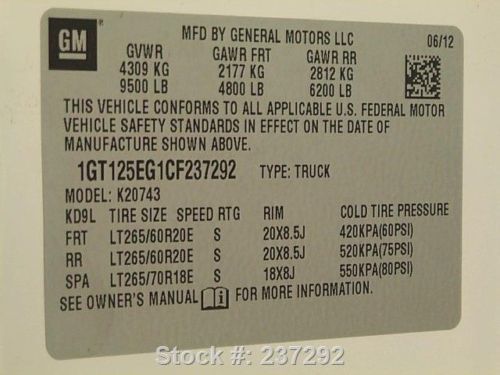 GM
MFD BY GENERAL MOTORS LLC
06/12
GVWR GAWR FRT GAWR RR
4309 KG 2177 KG 2812 KG
9500 LB 4800 LB 6200 LB
THIS VEHICLE CONFORMS TO ALL APPLICABLE U.S. FEDERAL MOTOR
VEHICLE SAFETY STANDARDS IN EFFECT ON THE DATE OF
MANUFACTURE SHOWN ABOVE.
1GT125EG1CF237292 TYPE: TRUCK
MODEL: K20743
KD9L TIRE SIZE SPEED RTG RIM COLD TIRE PRESSURE
FRT LT265/60R20E S 20X8.5J 420KPA(60PSI)
RR LT265/60R20E S 20X8.5J 520KPA(75PSI)
SPA LT265/70R18E S 18X8J 550KPA(80PSI)
SEE OWNER'S MANUAL i FOR MORE INFORMATION.
Stock #: 237292